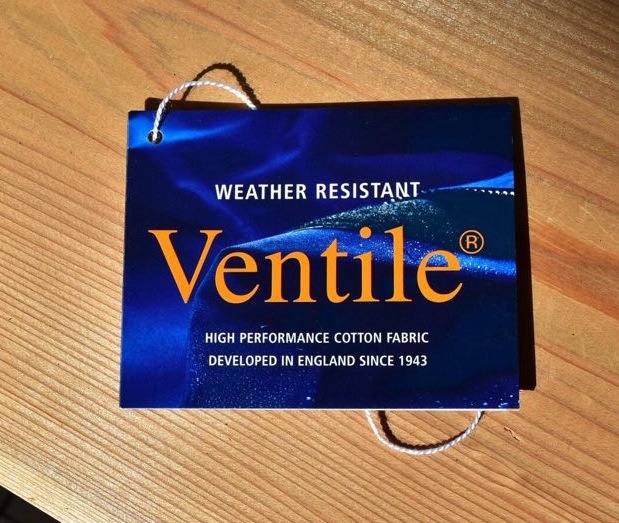 WEATHER RESISTANT
Ventile®
HIGH PERFORMANCE COTTON FABRIC
DEVELOPED IN ENGLAND SINCE 1943